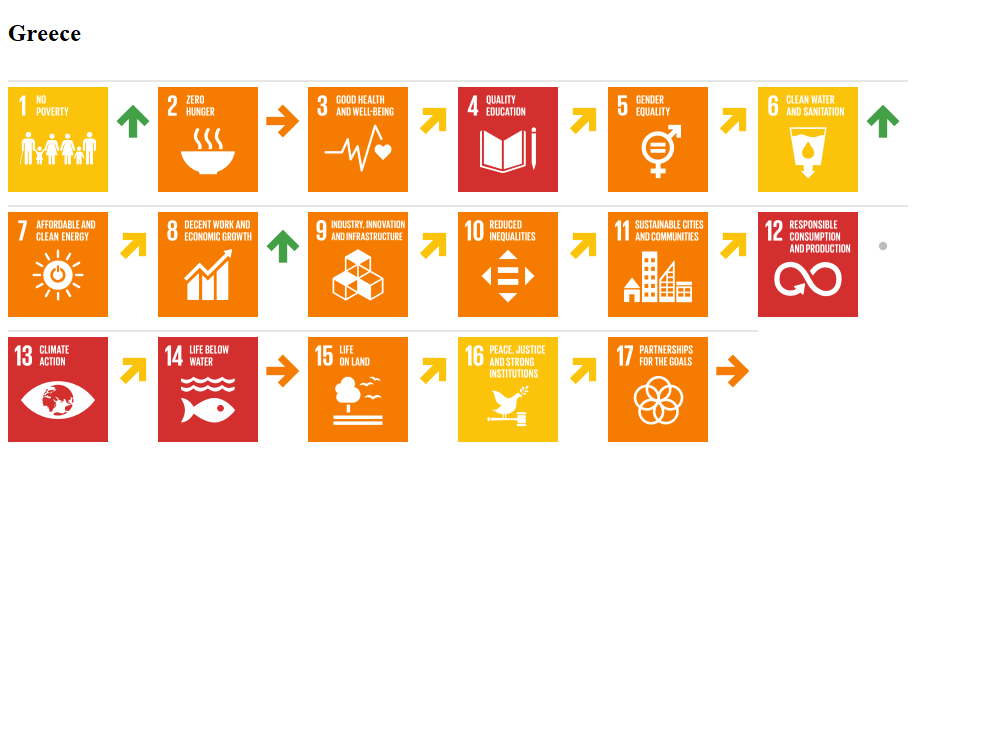 Greece
1 NO
POVERTY
2 ZERO
HUNGER
3 GOOD HEALTH
AND WELL-BEING
4 QUALITY
EDUCATION
5 GENDER
EQUALITY
6 CLEAN WATER
AND SANITATION
7 AFFORDABLE AND
CLEAN ENERGY
8 DECENT WORK AND
ECONOMIC GROWTH
9 INDUSTRY, INNOVATION
AND INFRASTRUCTURE
10 REDUCED
INEQUALITIES
11 SUSTAINABLE CITIES
AND COMMUNITIES
12 RESPONSIBLE
CONSUMPTION
AND PRODUCTION
13 CLIMATE
ACTION
14 LIFE BELOW
WATER
15 LIFE
ON LAND
16 PEACE, JUSTICE
AND STRONG
INSTITUTIONS
17 PARTNERSHIPS
FOR THE GOALS